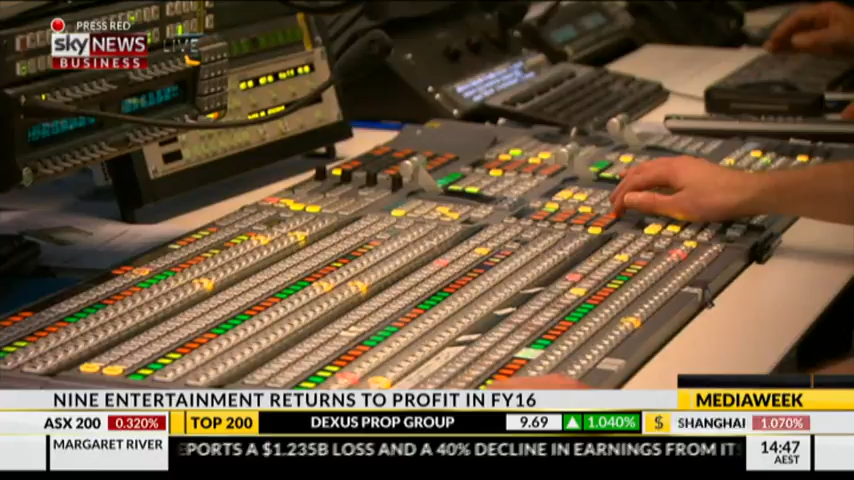 PRESS RED
sky NEWS LIVE
BUSINESS
NINE ENTERTAINMENT RETURNS TO PROFIT IN FY16 MEDIAWEEK
ASX 200 0.320% TOP 200 DEXUS PROP GROUP 9.69 1.040% $ SHANGHAI 1.070%
MARGARET RIVER PORTS A $1.235B LOSS AND A 40% DECLINE IN EARNINGS FROM 14:47
AEST